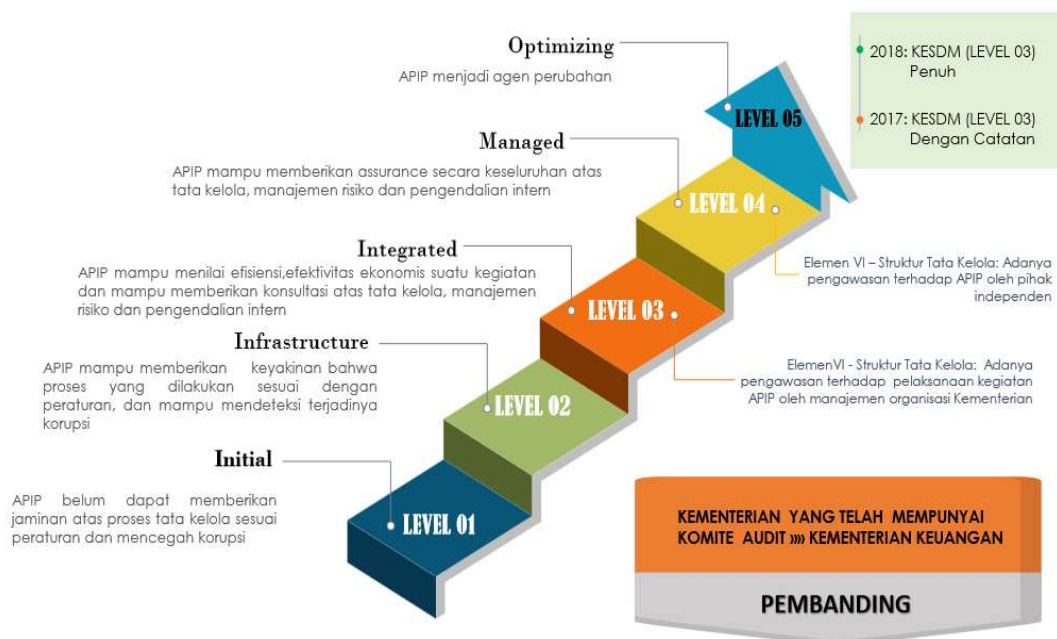 Optimizing
APIP menjadi agen perubahan
LEVEL 05
2018: KESDM (LEVEL 03)
Penuh
2017: KESDM (LEVEL 03)
Dengan Catatan
Managed
APIP mampu memberikan assurance secara keseluruhan atas
tata kelola, manajemen risiko dan pengendalian intern
LEVEL 04
Elemen VI – Struktur Tata Kelola: Adanya
pengawasan terhadap APIP oleh pihak
independen
Integrated
APIP mampu menilai efisiensi,efektivitas ekonomis suatu kegiatan
dan mampu memberikan konsultasi atas tata kelola, manajemen
risiko dan pengendalian intern
LEVEL 03
ElemenVI - Struktur Tata Kelola: Adanya
pengawasan terhadap pelaksanaan kegiatan
APIP oleh manajemen organisasi Kementerian
Infrastructure
APIP mampu memberikan keyakinan bahwa
proses yang dilakukan sesuai dengan
peraturan, dan mampu mendeteksi terjadinya
korupsi
LEVEL 02
Initial
APIP belum dapat memberikan
jaminan atas proses tata kelola sesuai
peraturan dan mencegah korupsi
LEVEL 01
KEMENTERIAN YANG TELAH MEMPUNYAI
KOMITE AUDIT »» KEMENTERIAN KEUANGAN
PEMBANDING